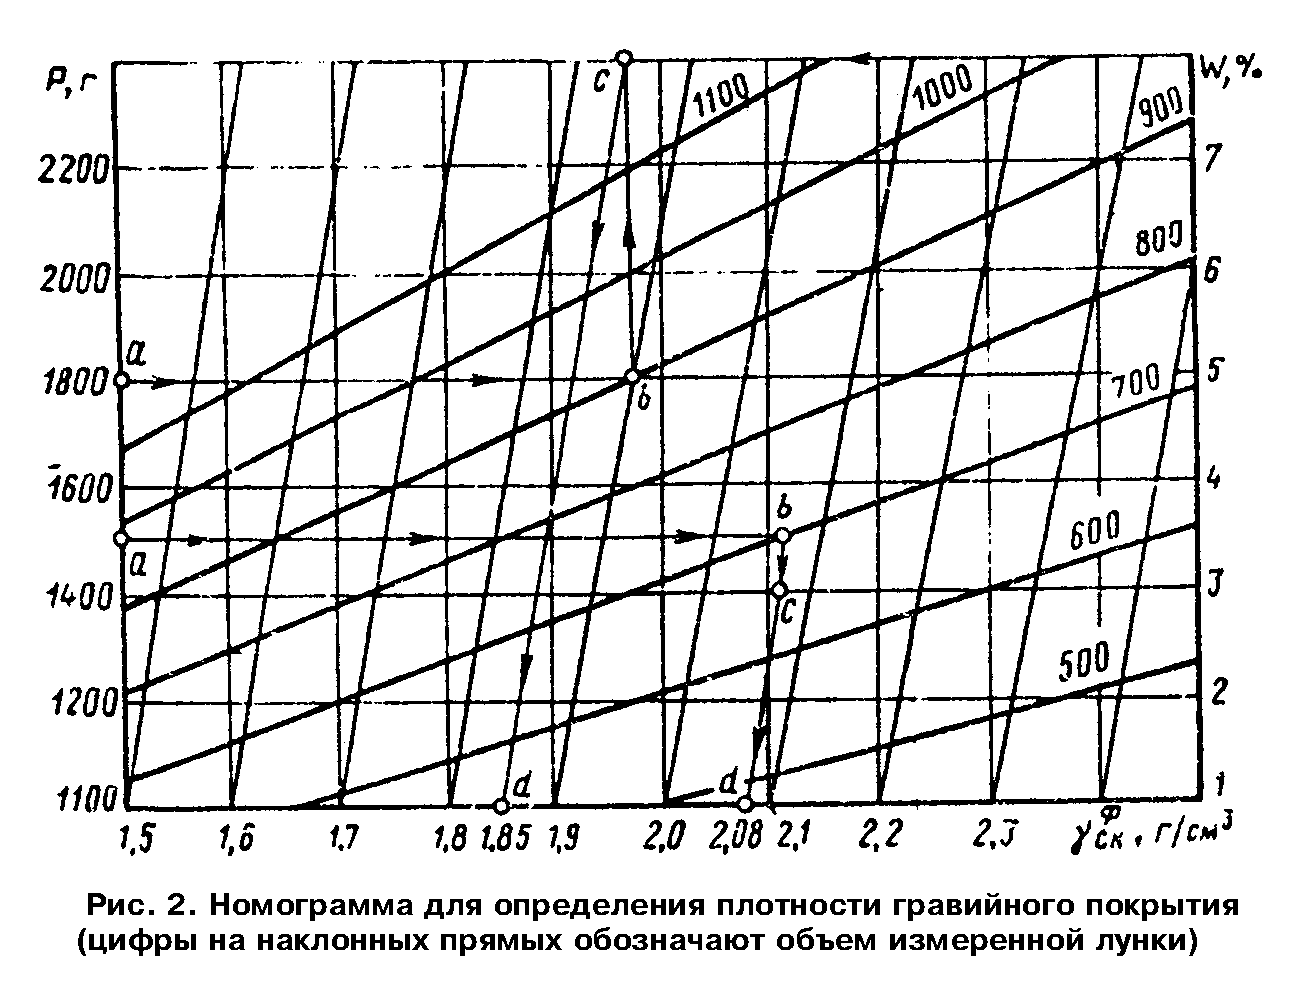 P, г
W, %
1100
1000
900
2200
7
c
800
2000
6
a
1800
5
b
700
1600
4
b
a
600
1400
3
c
500
1200
2
d
d
1100
1
1,5 1,6 1,7 1,8 1,85 1,9 2,0 2,08 2,1 2,2 2,3 γ ф ск , г/см³
Рис. 2. Номограмма для определения плотности гравийного покрытия
(цифры на наклонных прямых обозначают объем измеренной лунки)